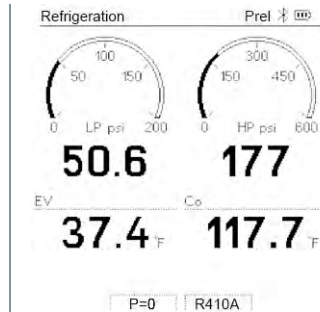 Refrigeration Prel
100 300
50 150 150 450
0 LP psi 200 0 HP psi 600
50.6 177
EV Co
37.4 °F 117.7 °F
P=0 R410A